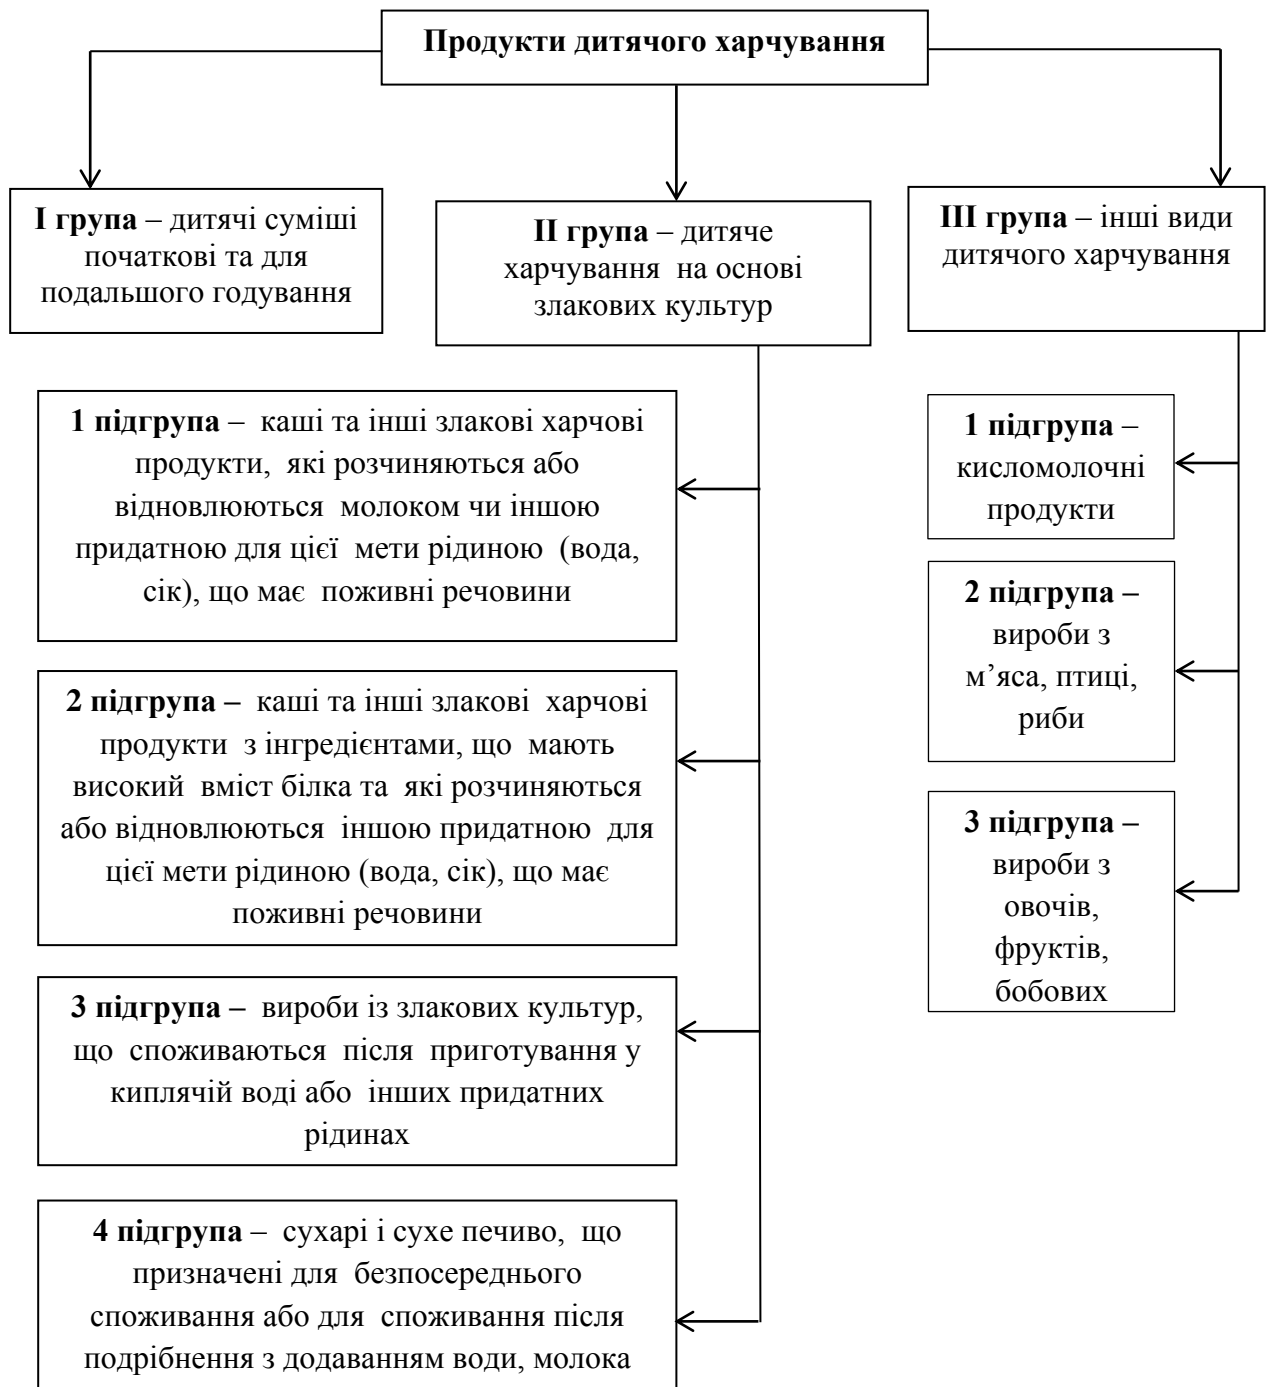 Продукти дитячого харчування
І група – дитячі суміші
початкові та для
подальшого годування
ІІ група – дитяче
харчування на основі
злакових культур
ІІІ група – інші види
дитячого харчування
1 підгрупа – каші та інші злакові харчові
продукти, які розчиняються або
відновлюються молоком чи іншою
придатною для цієї мети рідиною (вода,
сік), що має поживні речовини
2 підгрупа – каші та інші злакові харчові
продукти з інгредієнтами, що мають
високий вміст білка та які розчиняються
або відновлюються іншою придатною для
цієї мети рідиною (вода, сік), що має
поживні речовини
3 підгрупа – вироби із злакових культур,
що споживаються після приготування у
киплячій воді або інших придатних
рідинах
4 підгрупа – сухарі і сухе печиво, що
призначені для безпосереднього
споживання або для споживання після
подрібнення з додаванням води, молока
1 підгрупа –
кисломолочні
продукти
2 підгрупа –
вироби з
м’яса, птиці,
риби
3 підгрупа –
вироби з
овочів,
фруктів,
бобових